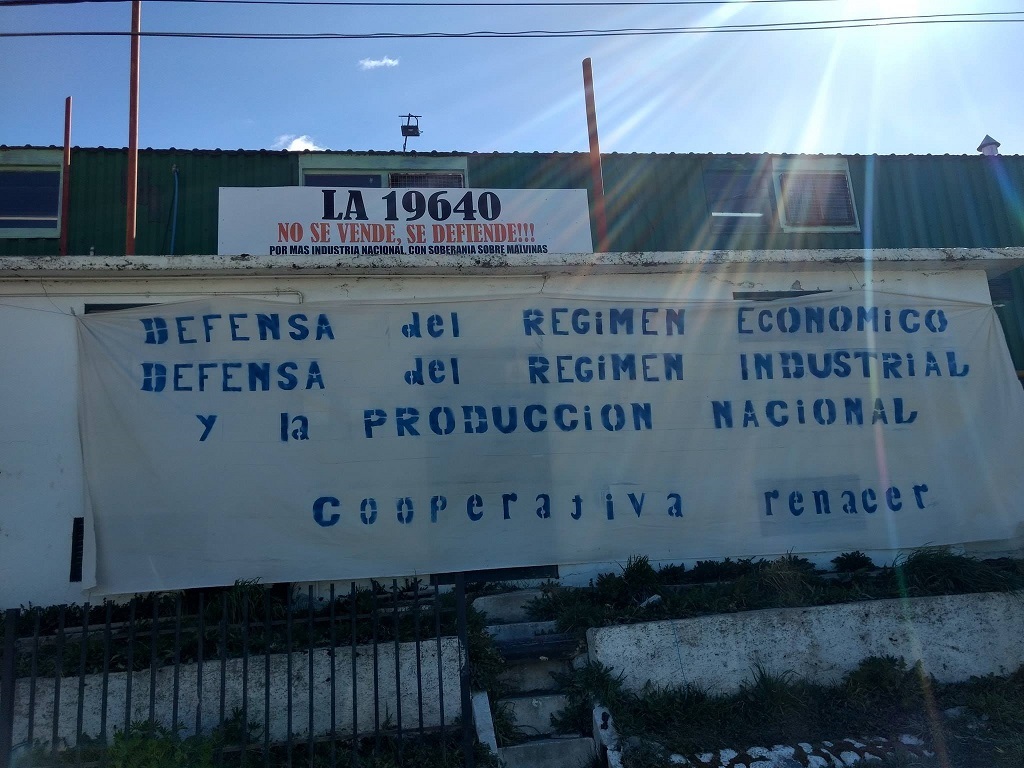 LA 19640
NO SE VENDE, SE DEFIENDE!!!
POR MAS INDUSTRIA NACIONAL, CON SOBERANIA SOBRE MALVINAS
DEFENSA del REGiMEN ECONOMiCO
DEFENSA del REGiMEN INDUSTRiAL
y la PRODUCCiON NACiONAL
Cooperativa renacer